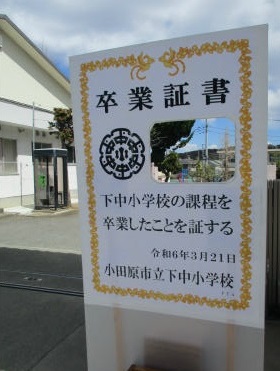 卒業証書
下中小学校の課程を
卒業したことを証する
令和6年3月21日
小田原市立下中小学校